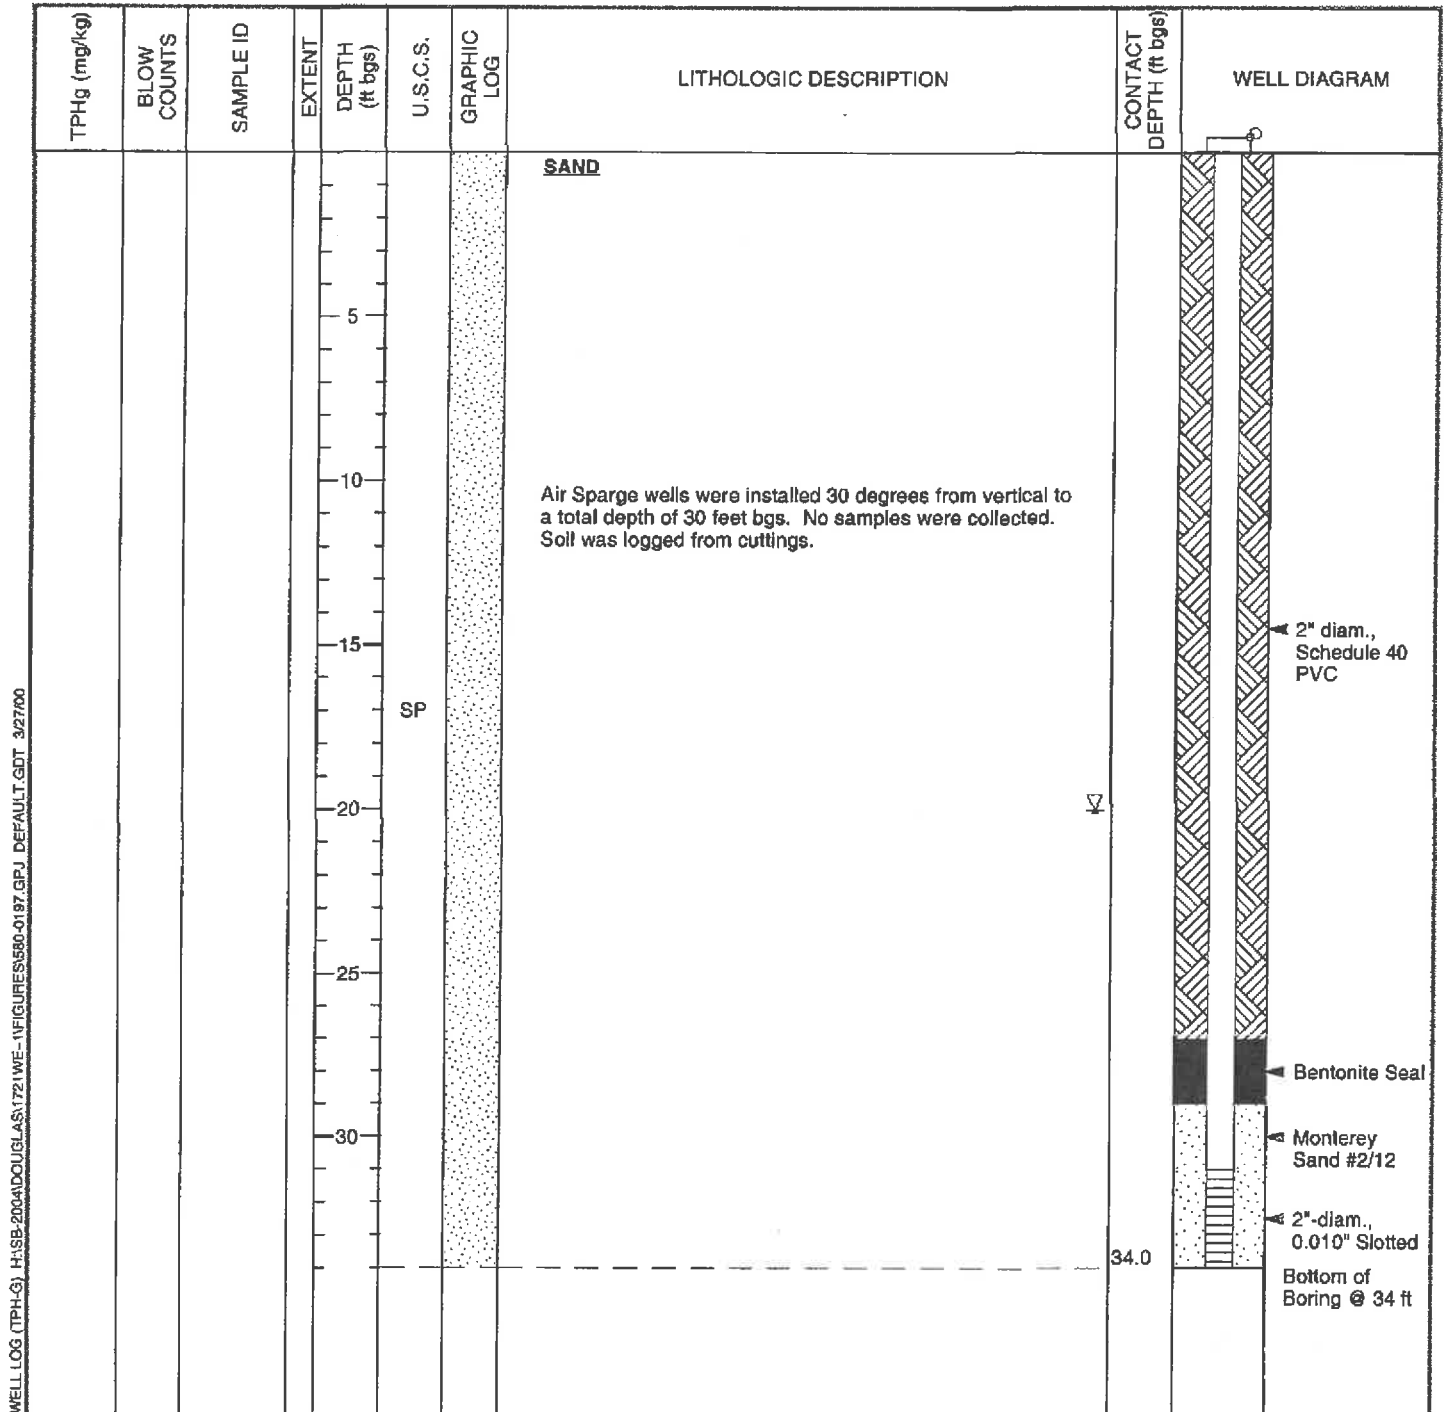 TPHg (mg/kg)
BLOW
COUNTS
SAMPLE ID
EXTENT
DEPTH
(ft bgs)
U.S.C.S.
GRAPHIC
LOG
LITHOLOGIC DESCRIPTION
CONTACT
DEPTH (ft bgs)
WELL DIAGRAM
SAND
5
10
Air Sparge wells were installed 30 degrees from vertical to
a total depth of 30 feet bgs. No samples were collected.
Soil was logged from cuttings.
15
2" diam.,
Schedule 40
PVC
SP
20
25
Bentonite Seal
30
Monterey
Sand #2/12
2"-diam.,
0.010" Slotted
34.0
Bottom of
Boring @ 34 ft
WELL LOG (TPH-G) H:\SB-2004\DOUGLAS\1721WE~1\FIGURES\580-0197.GPJ DEFAULT.GDT 3/27/00